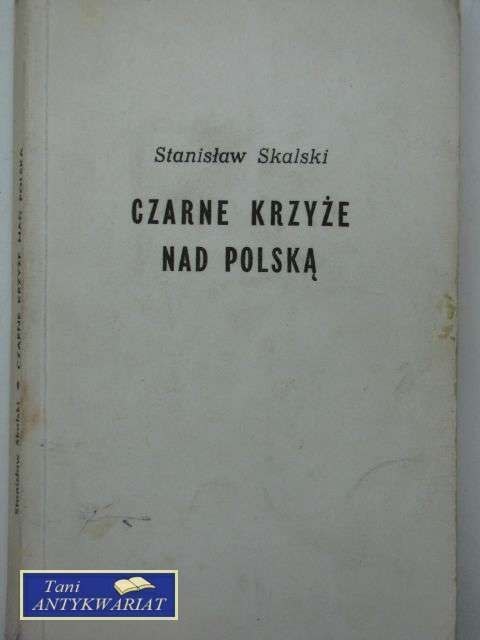 Stanisław Skalski
CZARNE KRZYŻE
NAD POLSKĄ
Stanisław Skalski • CZARNE KRZYŻE NAD POLSKĄ
Tani
ANTYKWARIAT